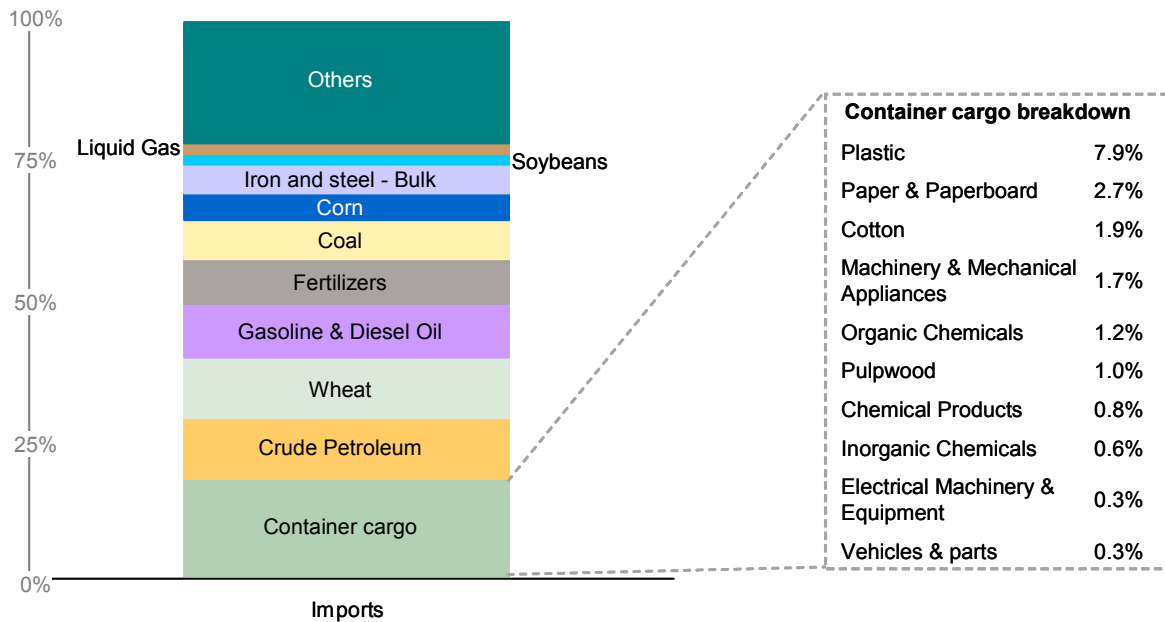 100%
75%
50%
25%
0%
Others
Liquid Gas
Soybeans
Iron and steel - Bulk
Corn
Coal
Fertilizers
Gasoline & Diesel Oil
Wheat
Crude Petroleum
Container cargo
Imports
Container cargo breakdown
Plastic 7.9%
Paper & Paperboard 2.7%
Cotton 1.9%
Machinery & Mechanical
Appliances 1.7%
Organic Chemicals 1.2%
Pulpwood 1.0%
Chemical Products 0.8%
Inorganic Chemicals 0.6%
Electrical Machinery &
Equipment 0.3%
Vehicles & parts 0.3%